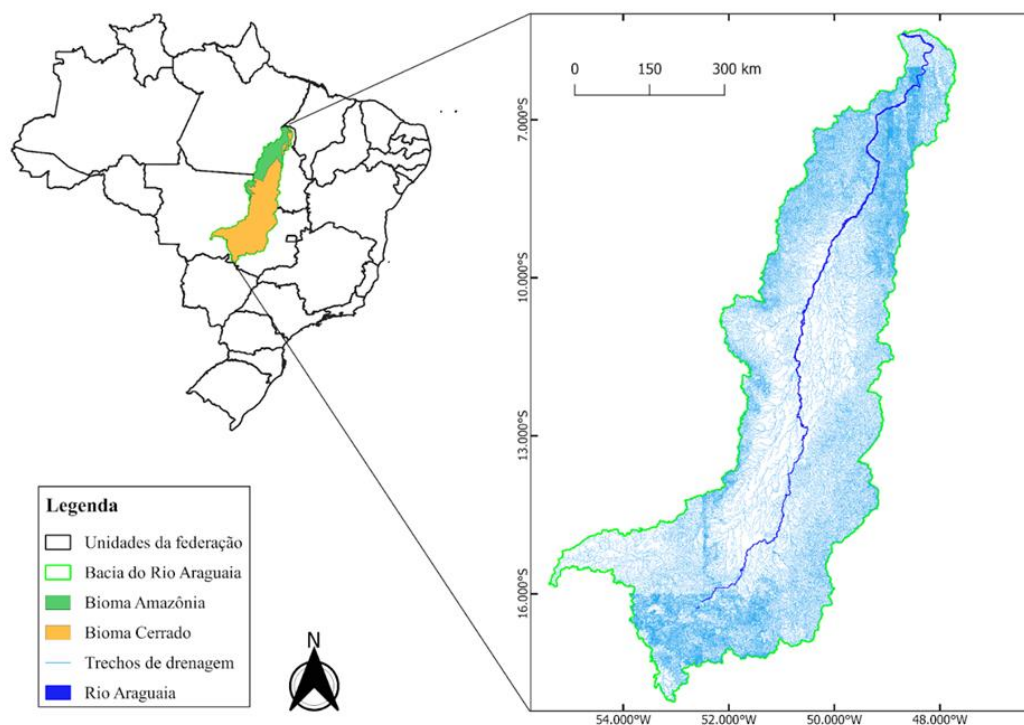 0 150 300 km
7.000°S
10.000°S
13.000°S
16.000°S
54.000°W 52.000°W 50.000°W 48.000°W
Legenda
Unidades da federação
Bacia do Rio Araguaia
Bioma Amazônia
Bioma Cerrado
Trechos de drenagem
Rio Araguaia
N